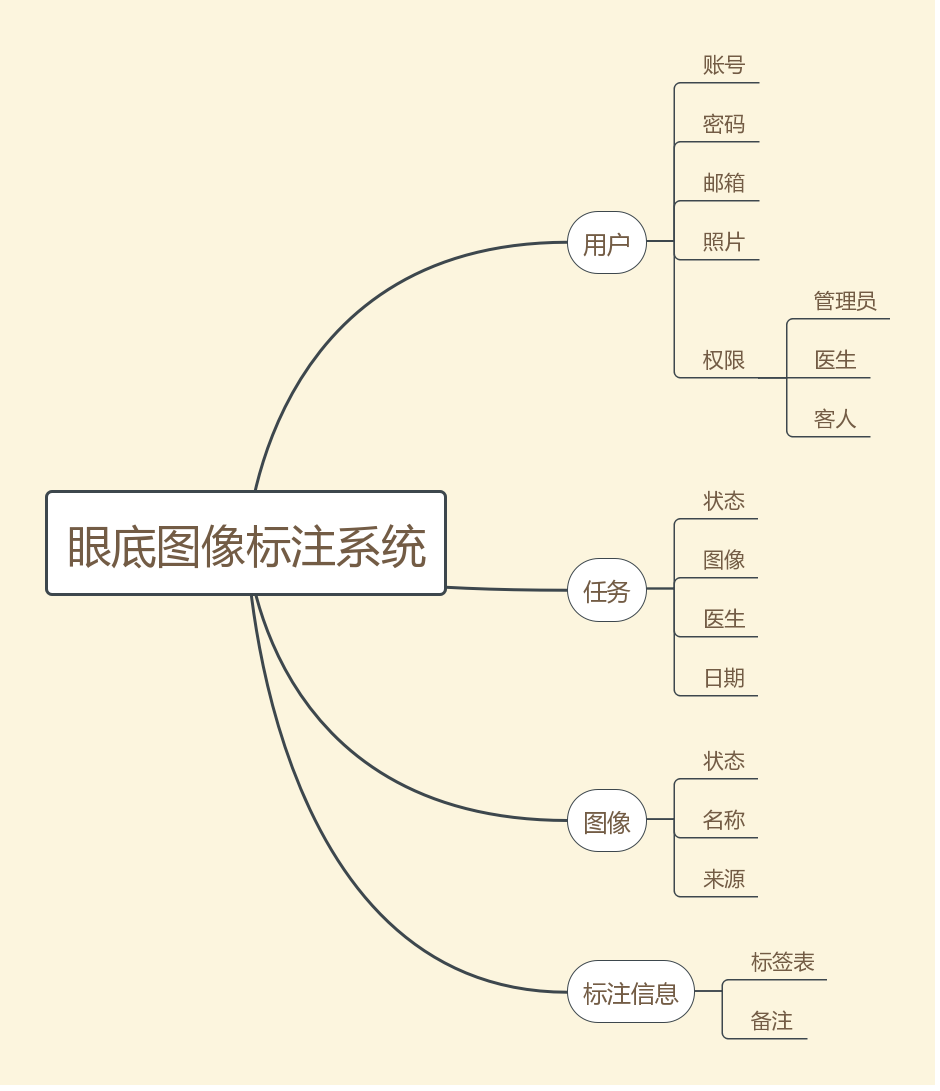 眼底图像标注系统
用户
账号
密码
邮箱
照片
权限
管理员
医生
客人
任务
状态
图像
医生
日期
图像
状态
名称
来源
标注信息
标签表
备注